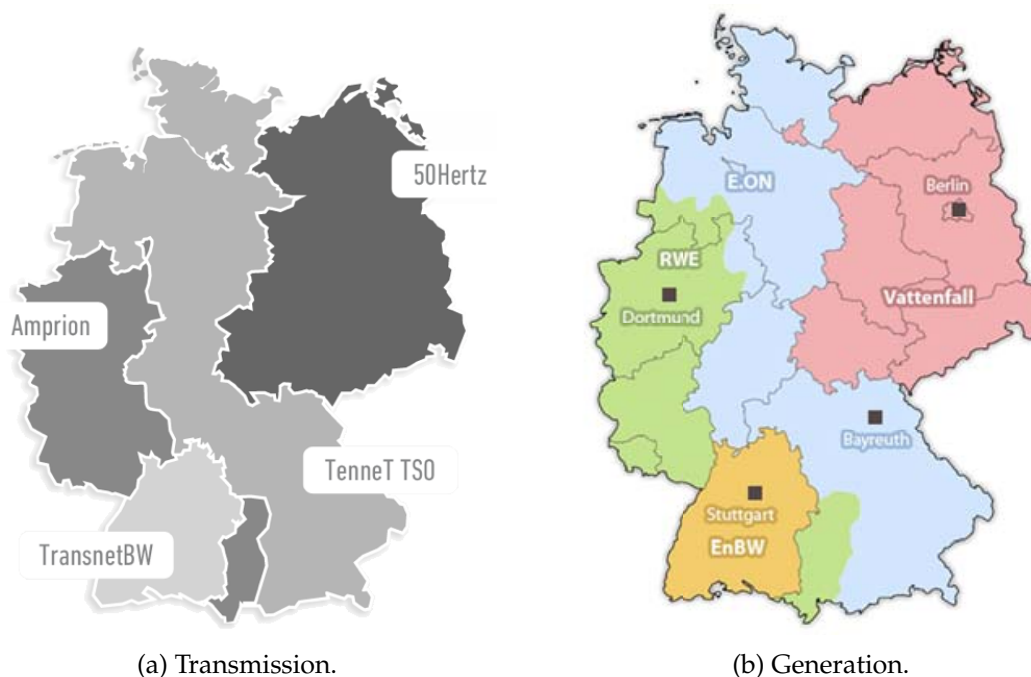 50Hertz
Amprion
TenneT TSO
TransnetBW
(a) Transmission.
E.ON
Berlin
RWE
Vattenfall
Dortmund
Bayreuth
Stuttgart
EnBW
(b) Generation.